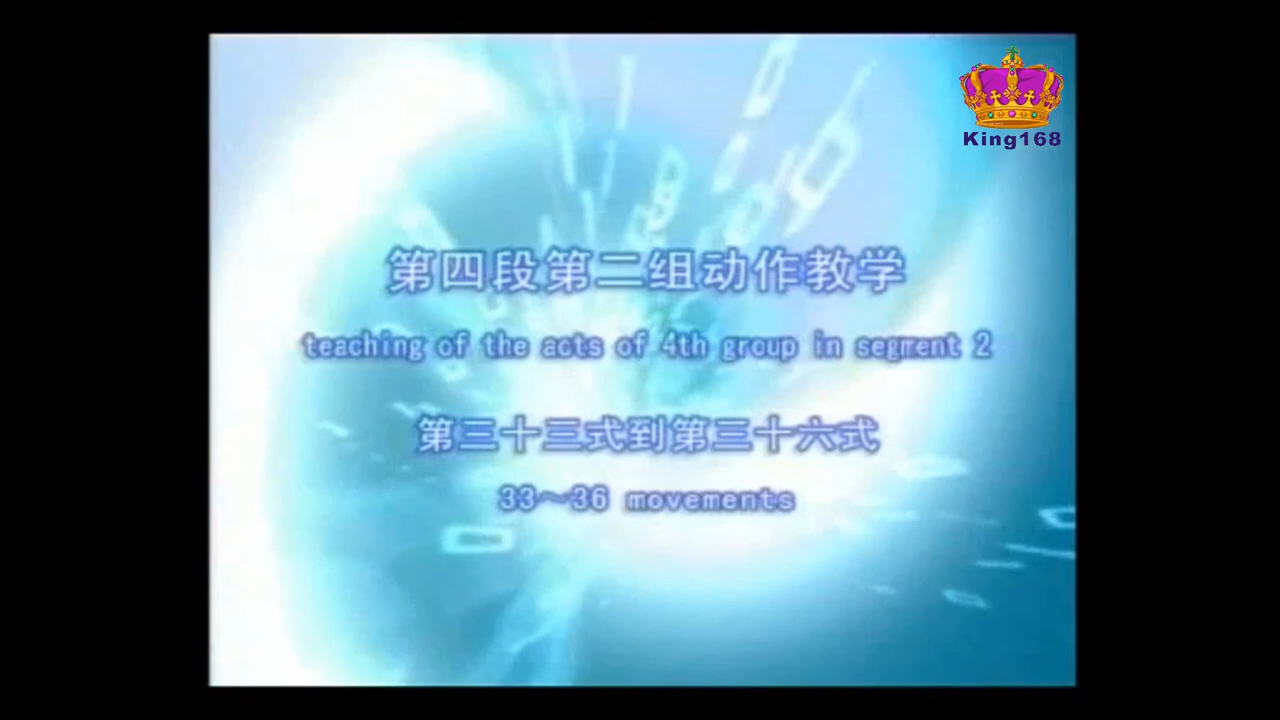 King168
第四段第二组动作教学
teaching of the acts of 4th group in segment 2
第三十三式到第三十六式
33～36 movements